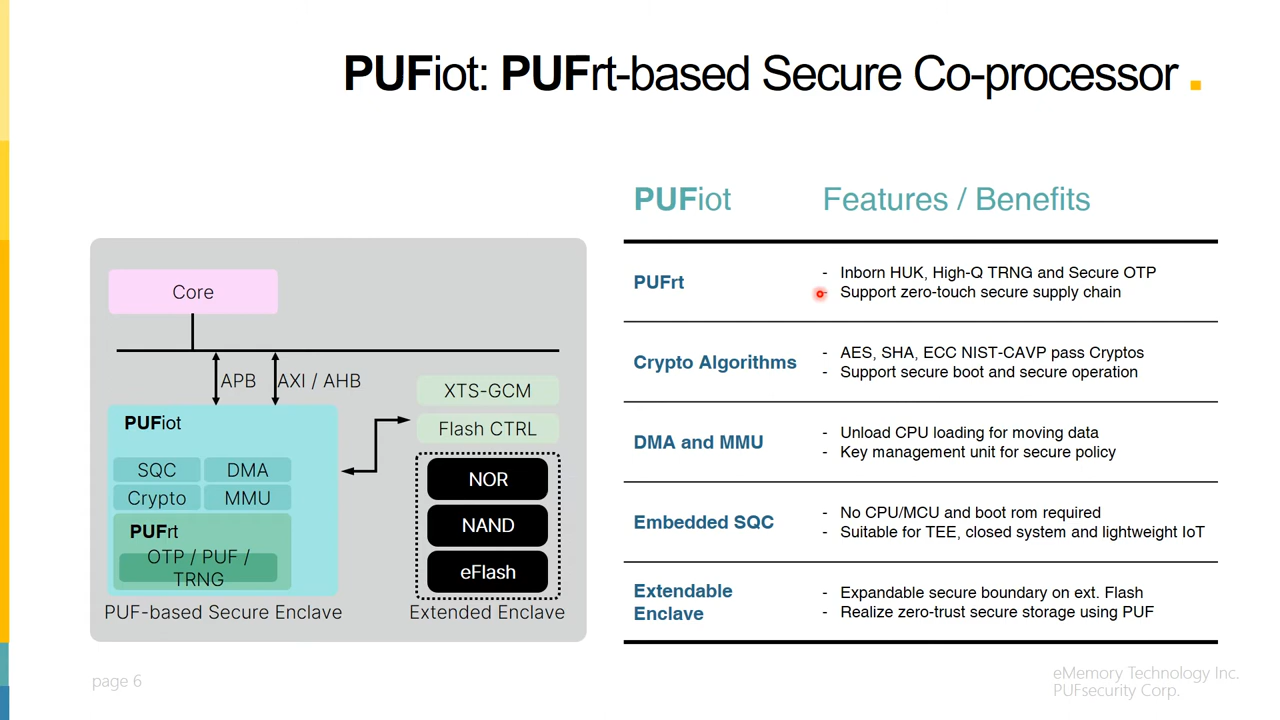 PUFiot: PUFrt-based Secure Co-processor .
Core
APB
AXI / AHB
PUFiot
SQC
DMA
Crypto
MMU
PUFrt
OTP / PUF /
TRNG
PUF-based Secure Enclave
XTS-GCM
Flash CTRL
NOR
NAND
eFlash
Extended Enclave
PUFiot
Features / Benefits
PUFrt
- Inborn HUK, High-Q TRNG and Secure OTP
- Support zero-touch secure supply chain
Crypto Algorithms
- AES, SHA, ECC NIST-CAVP pass Cryptos
- Support secure boot and secure operation
DMA and MMU
- Unload CPU loading for moving data
- Key management unit for secure policy
Embedded SQC
- No CPU/MCU and boot rom required
- Suitable for TEE, closed system and lightweight IoT
Extendable
Enclave
- Expandable secure boundary on ext. Flash
- Realize zero-trust secure storage using PUF
page 6
eMemory Technology Inc.
PUFsecurity Corp.